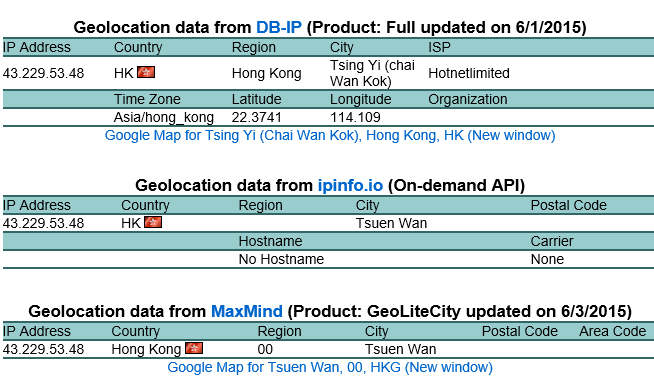 Geolocation data from DB-IP (Product: Full updated on 6/1/2015)
IP Address Country Region City ISP
43.229.53.48 HK Hong Kong Tsing Yi (chai Wan Kok) Hotnetlimited
Time Zone Latitude Longitude Organization
Asia/hong_kong 22.3741 114.109
Google Map for Tsing Yi (Chai Wan Kok), Hong Kong, HK (New window)
Geolocation data from ipinfo.io (On-demand API)
IP Address Country Region City Postal Code
43.229.53.48 HK Tsuen Wan
Hostname Carrier
No Hostname None
Geolocation data from MaxMind (Product: GeoLiteCity updated on 6/3/2015)
IP Address Country Region City Postal Code Area Code
43.229.53.48 Hong Kong 00 Tsuen Wan
Google Map for Tsuen Wan, 00, HKG (New window)